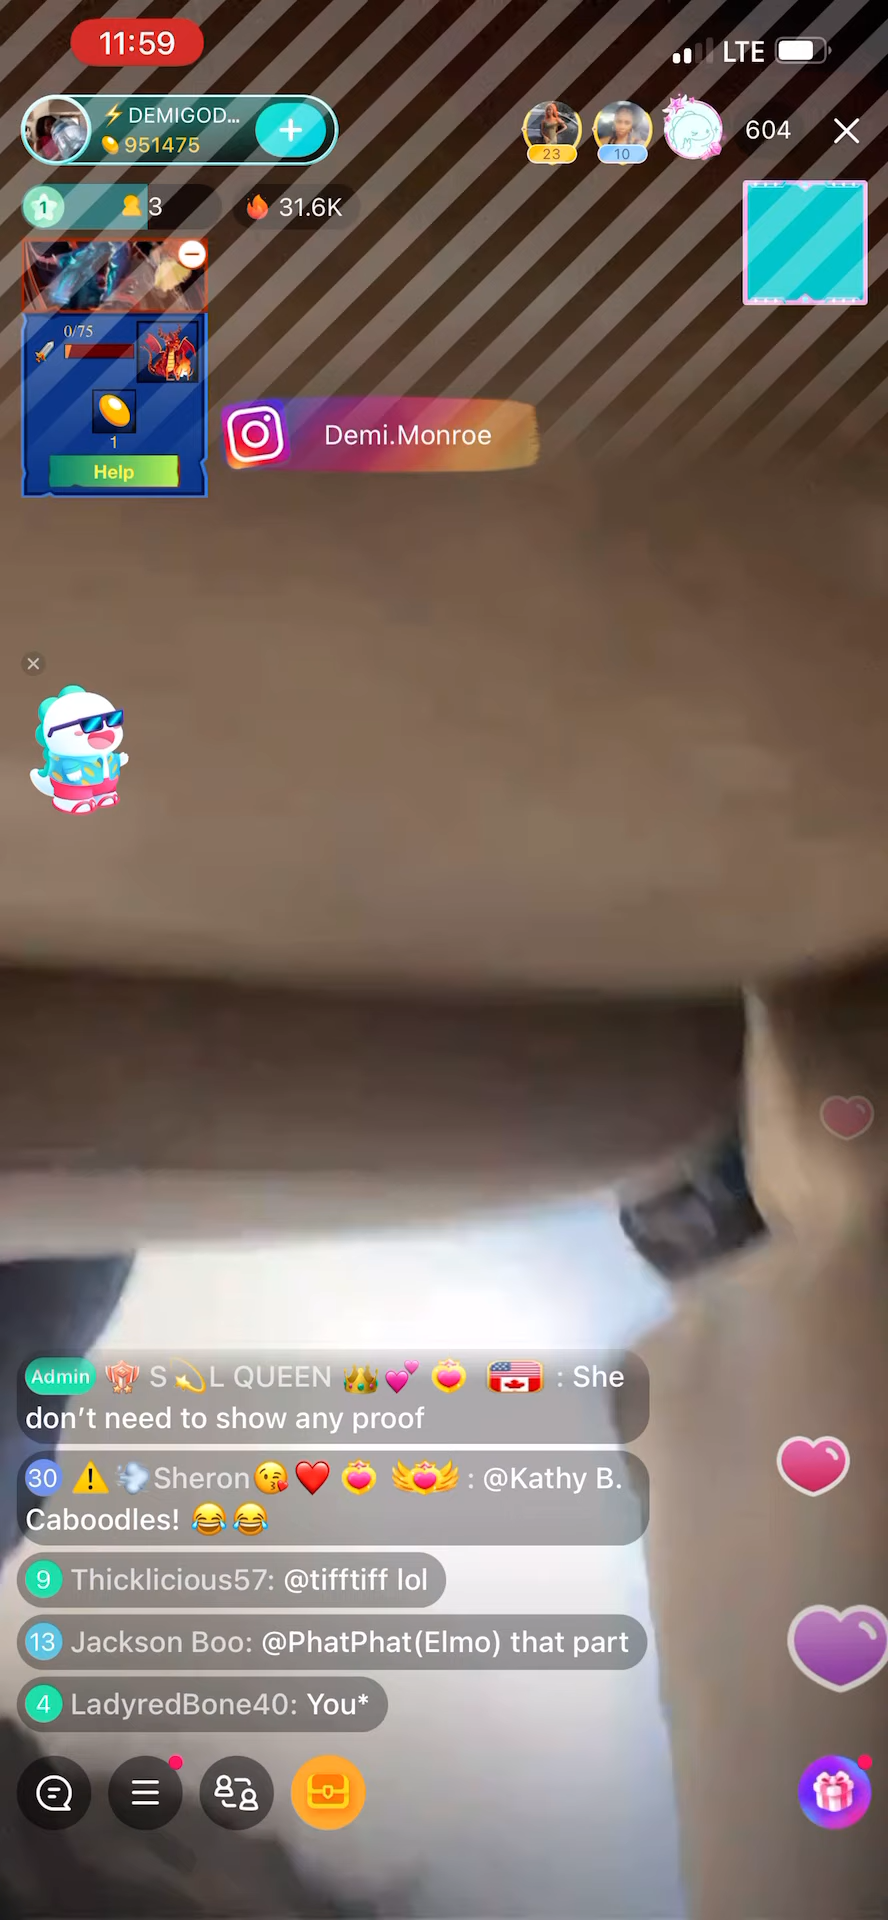 11:59
LTE
⚡DEMIGOD...
951475
23
10
604
1
3
31.6K
0/75
1
Help
Demi.Monroe
Admin S💫L QUEEN 👑💕 : She
don't need to show any proof
30 ⚠️💨Sheron😘❤️ : @Kathy B.
Caboodles! 😂😂
9 Thicklicious57: @tifftiff lol
13 Jackson Boo: @PhatPhat(Elmo) that part
4 LadyredBone40: You*